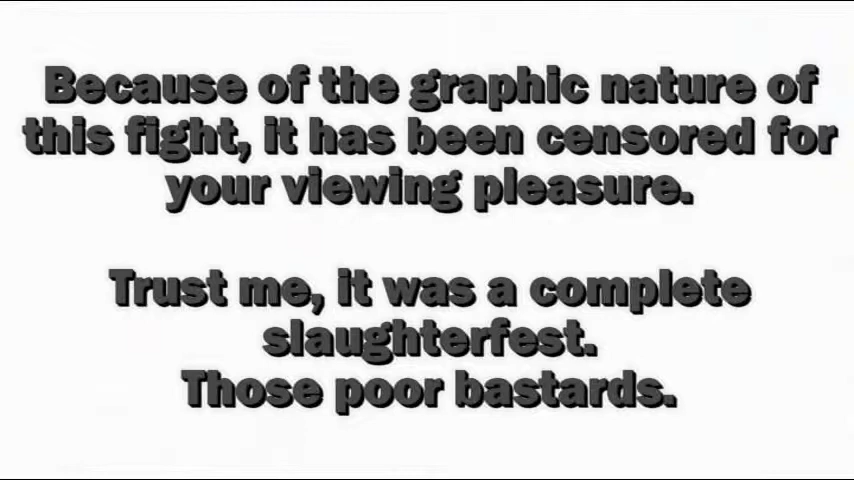 Because of the graphic nature of
this fight, it has been censored for
your viewing pleasure.
Trust me, it was a complete
slaughterfest.
Those poor bastards.